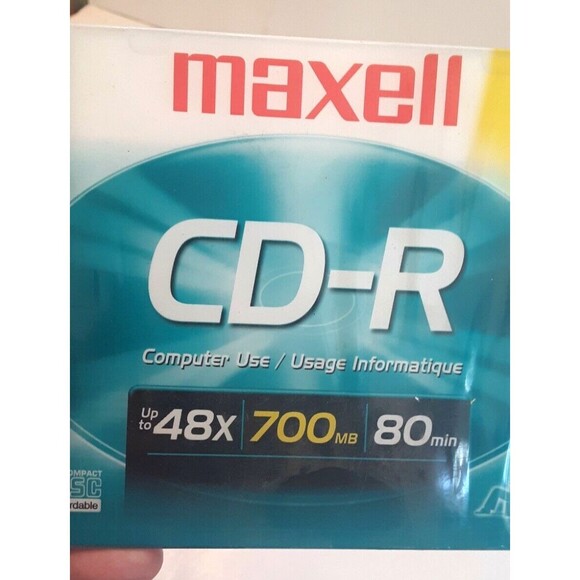 maxell
CD-R
Computer Use / Usage Informatique
Up to 48X 700MB 80min